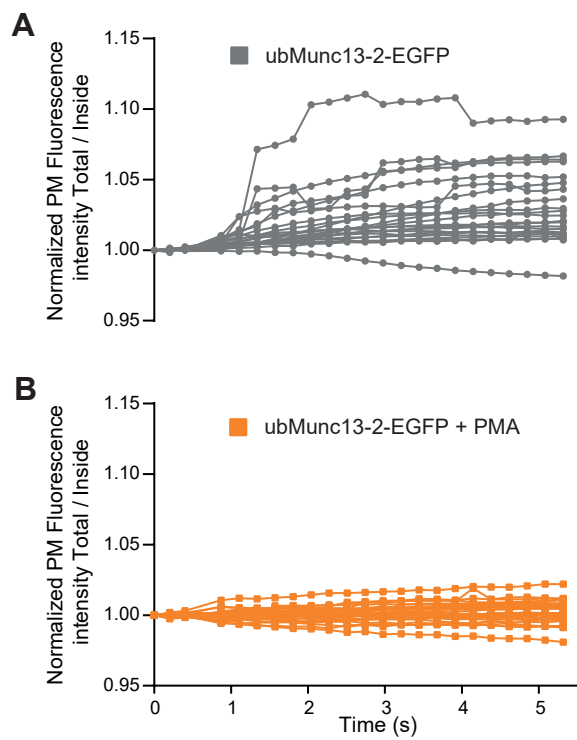 A
Normalized PM Fluorescence
intensity Total / Inside
1.15
1.10
1.05
1.00
0.95
ubMunc13-2-EGFP
B
Normalized PM Fluorescence
intensity Total / Inside
1.15
1.10
1.05
1.00
0.95
ubMunc13-2-EGFP + PMA
0 1 2 3 4 5
Time (s)